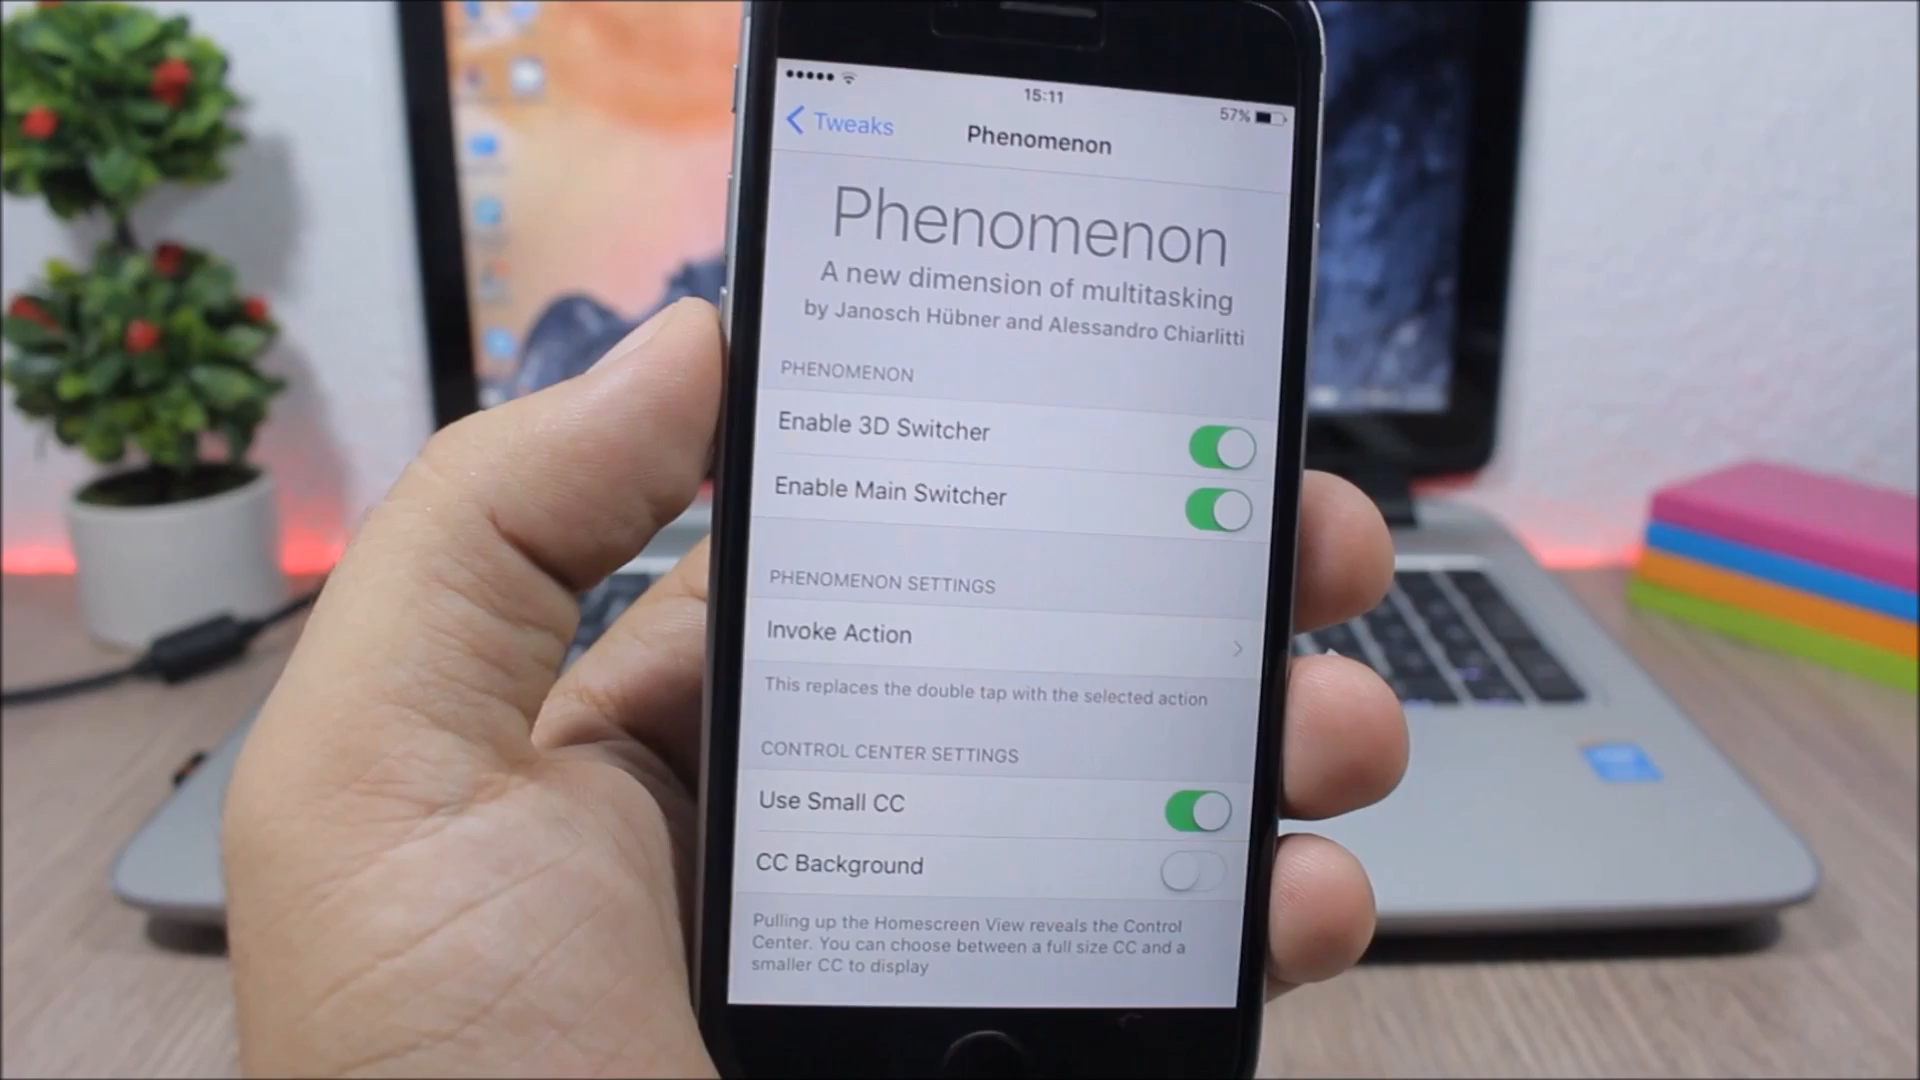 15:11
57%
Tweaks
Phenomenon
Phenomenon
A new dimension of multitasking
by Janosch Hübner and Alessandro Chiarlitti
PHENOMENON
Enable 3D Switcher
Enable Main Switcher
PHENOMENON SETTINGS
Invoke Action
This replaces the double tap with the selected action
CONTROL CENTER SETTINGS
Use Small CC
CC Background
Pulling up the Homescreen View reveals the Control
Center. You can choose between a full size CC and a
smaller CC to display